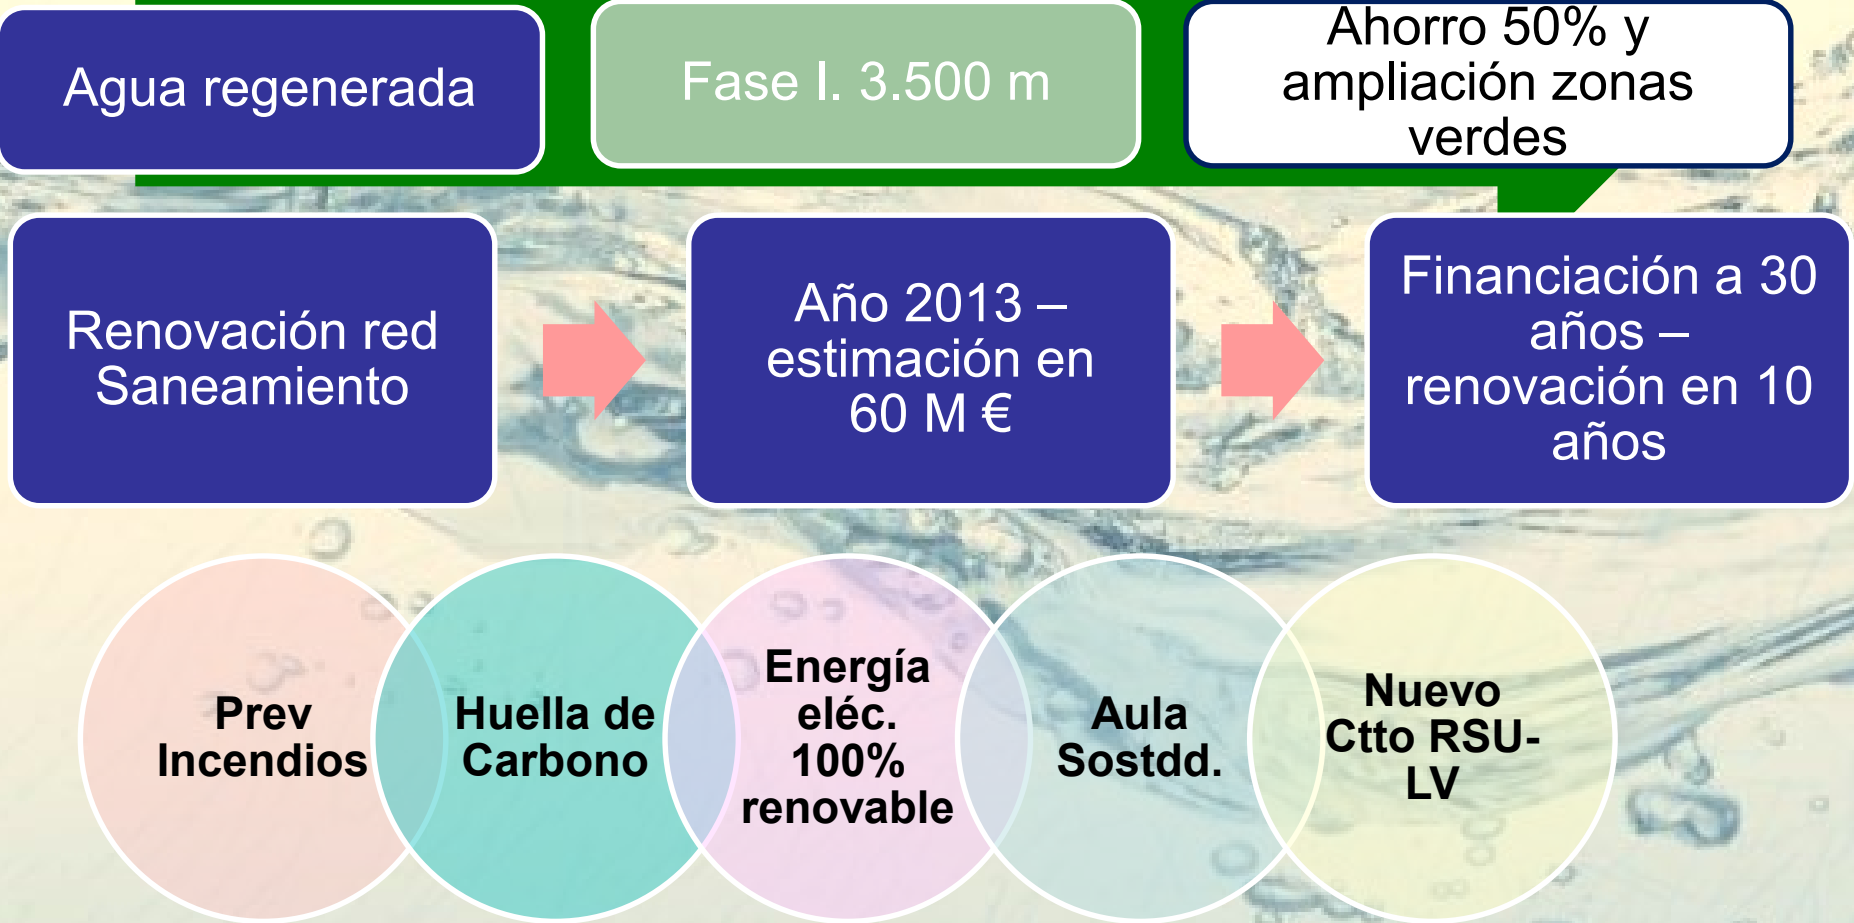 Agua regenerada
Fase I. 3.500 m
Ahorro 50% y
ampliación zonas
verdes
Renovación red
Saneamiento
Año 2013 –
estimación en
60 M €
Financiación a 30
años –
renovación en 10
años
Prev
Incendios
Huella de
Carbono
Energía
eléc.
100%
renovable
Aula
Sostdd.
Nuevo
Ctto RSU-
LV